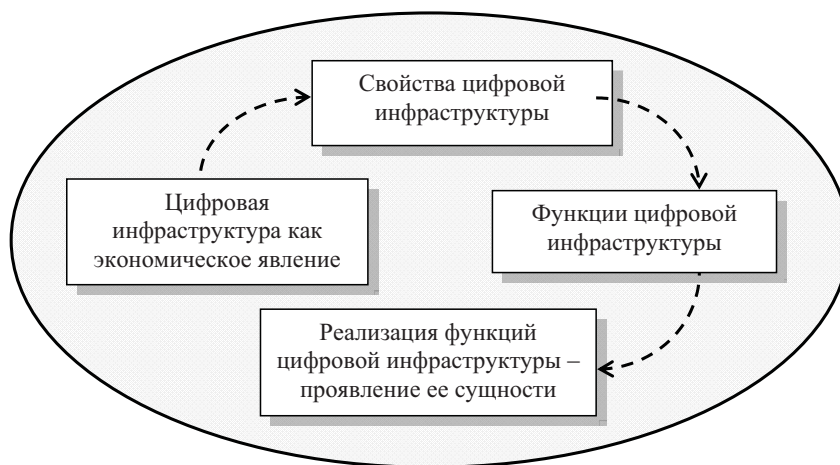 Свойства цифровой
инфраструктуры
Цифровая
инфраструктура как
экономическое явление
Функции цифровой
инфраструктуры
Реализация функций
цифровой инфраструктуры –
проявление ее сущности